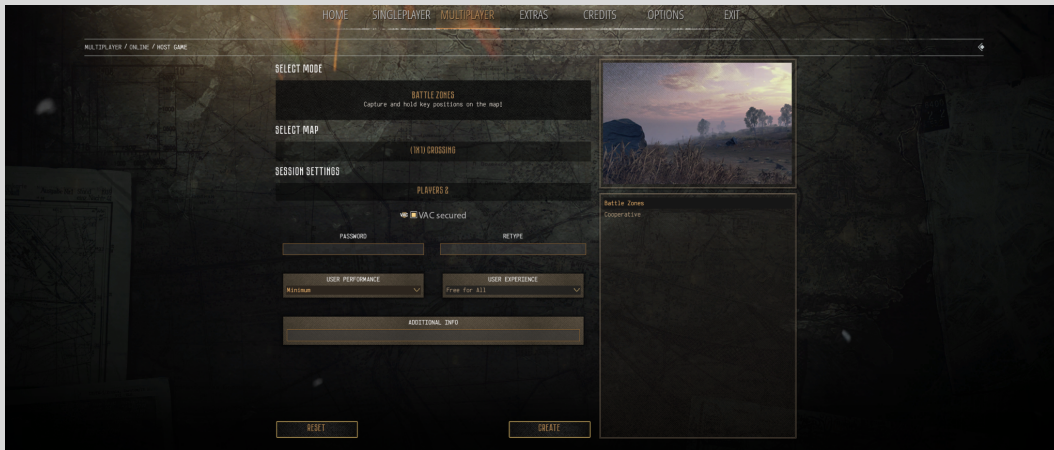 HOME SINGLEPLAYER MULTIPLAYER EXTRAS CREDITS OPTIONS EXIT
MULTIPLAYER / ONLINE / HOST GAME
SELECT MODE
BATTLE ZONES
Capture and hold key positions on the map!
SELECT MAP
(1X1) CROSSING
SESSION SETTINGS
PLAYERS 2
VAC secured
PASSWORD RETYPE
USER PERFORMANCE USER EXPERIENCE
Minimum Free for All
ADDITIONAL INFO
RESET CREATE
Battle Zones
Cooperative